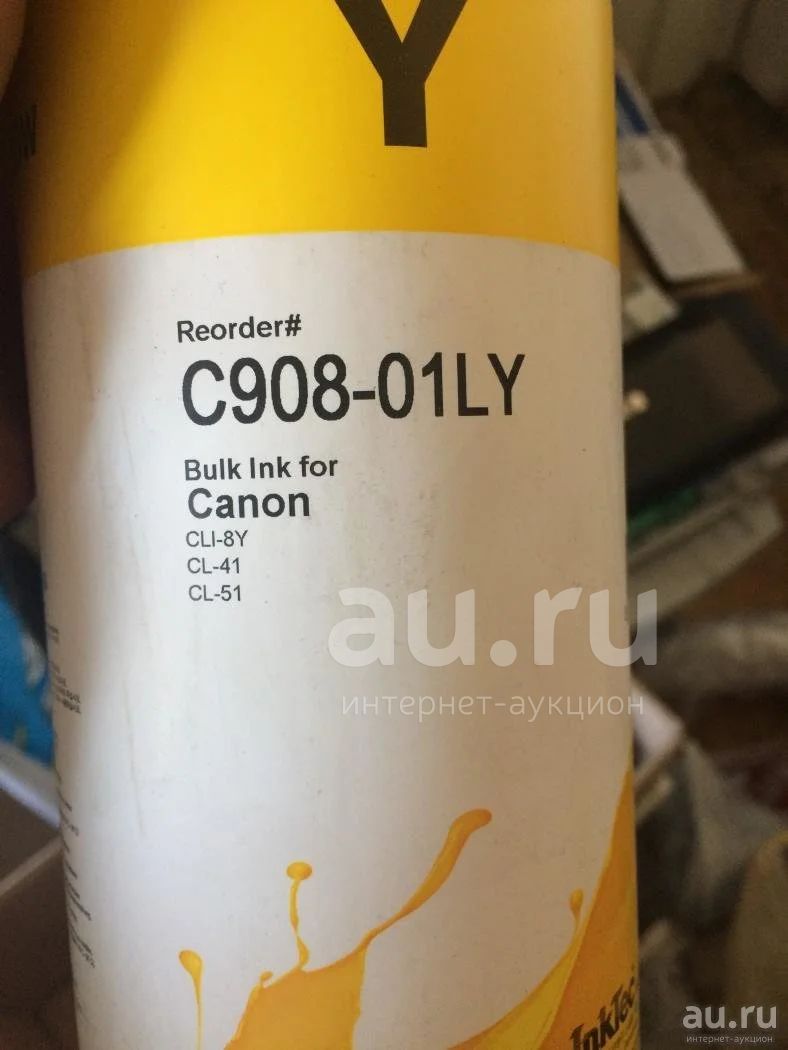 Y
Reorder#
C908-01LY
Bulk Ink for
Canon
CLI-8Y
CL-41
CL-51
au.ru
интернет-аукцион
InkTec
au.ru
интернет-аукцион